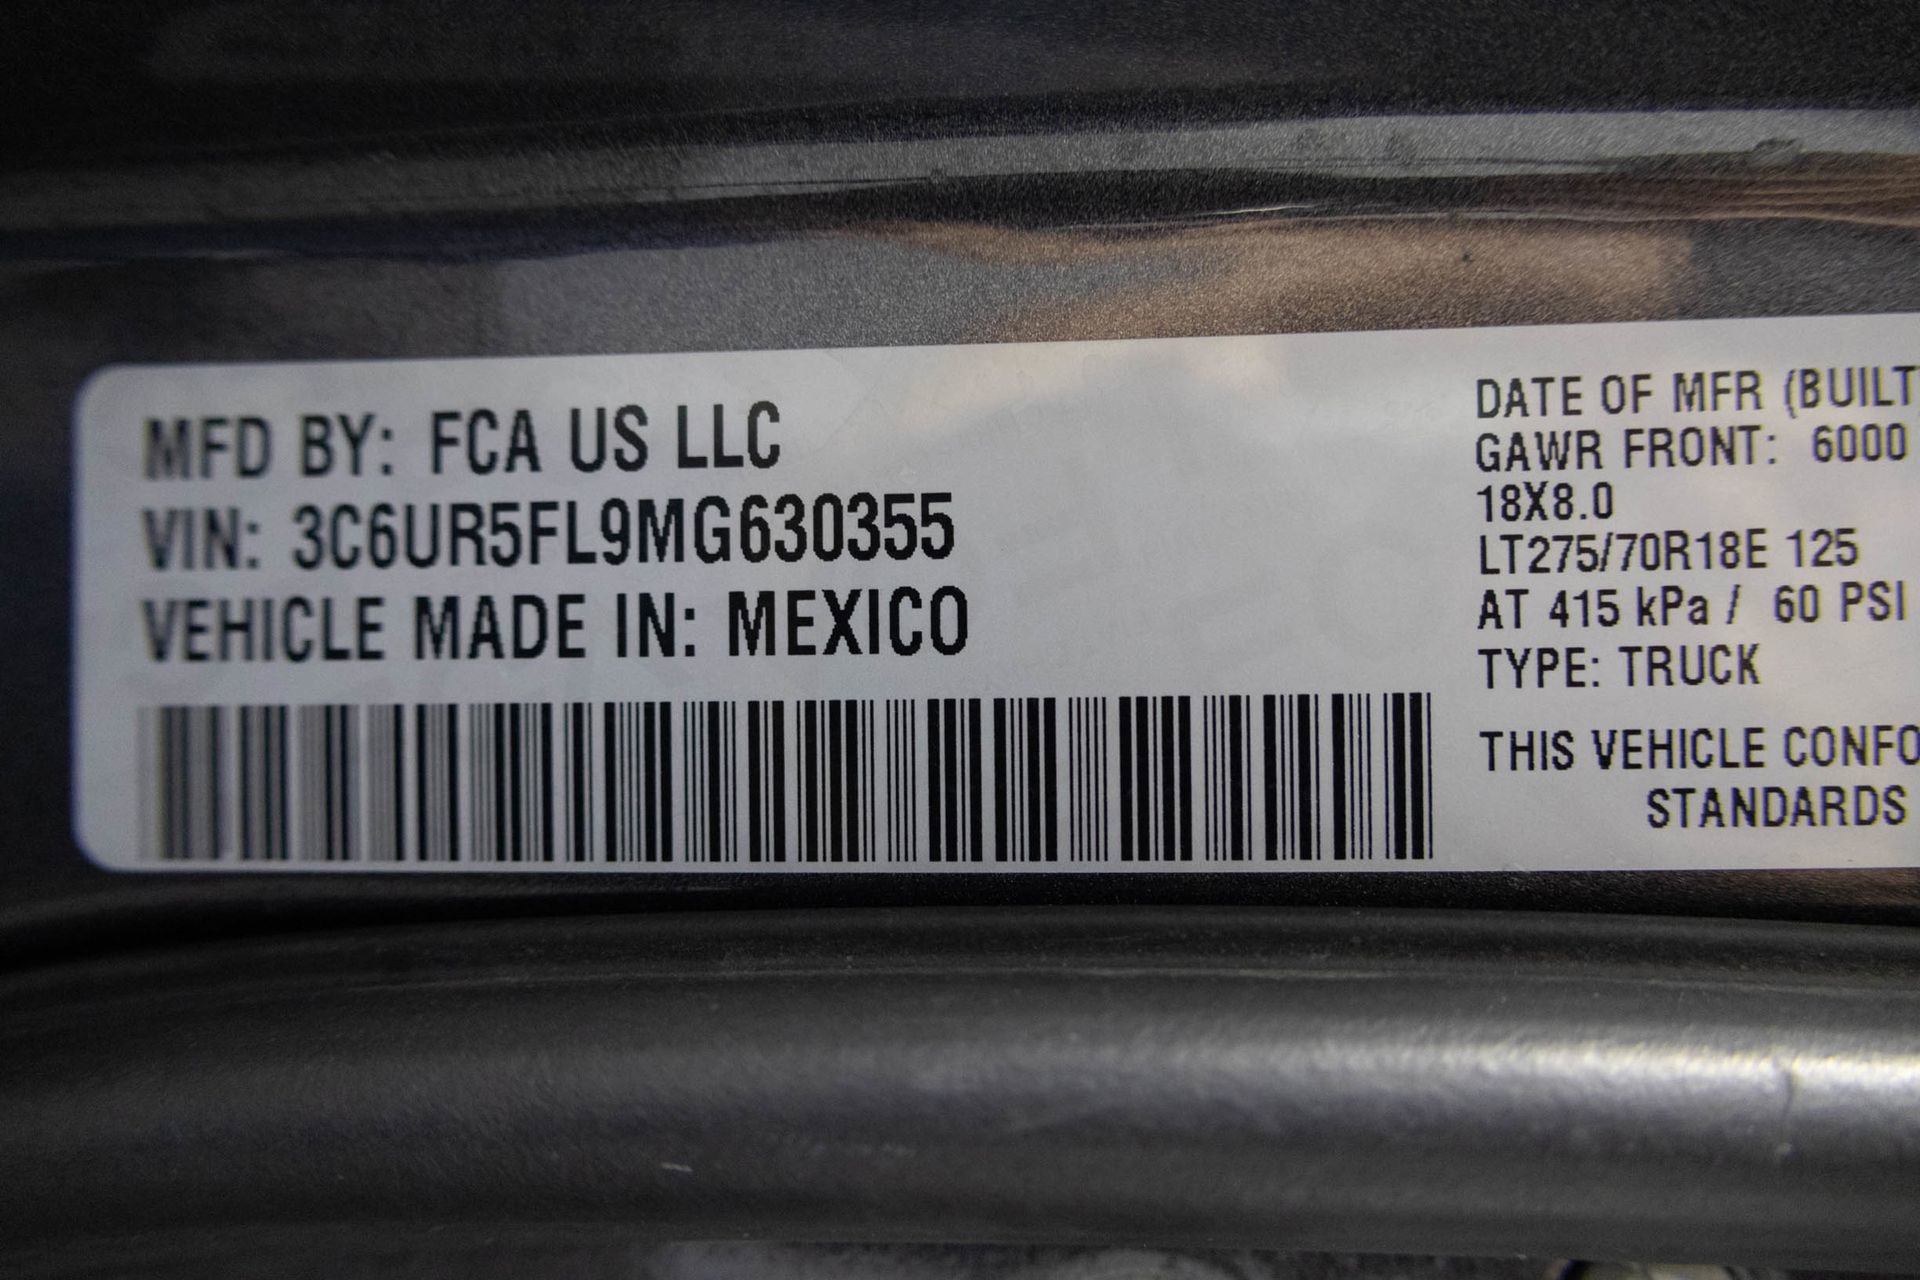 MFD BY: FCA US LLC
VIN: 3C6UR5FL9MG630355
VEHICLE MADE IN: MEXICO
DATE OF MFR (BUILT
GAWR FRONT: 6000
18X8.0
LT275/70R18E 125
AT 415 kPa / 60 PSI
TYPE: TRUCK
THIS VEHICLE CONFO
STANDARDS